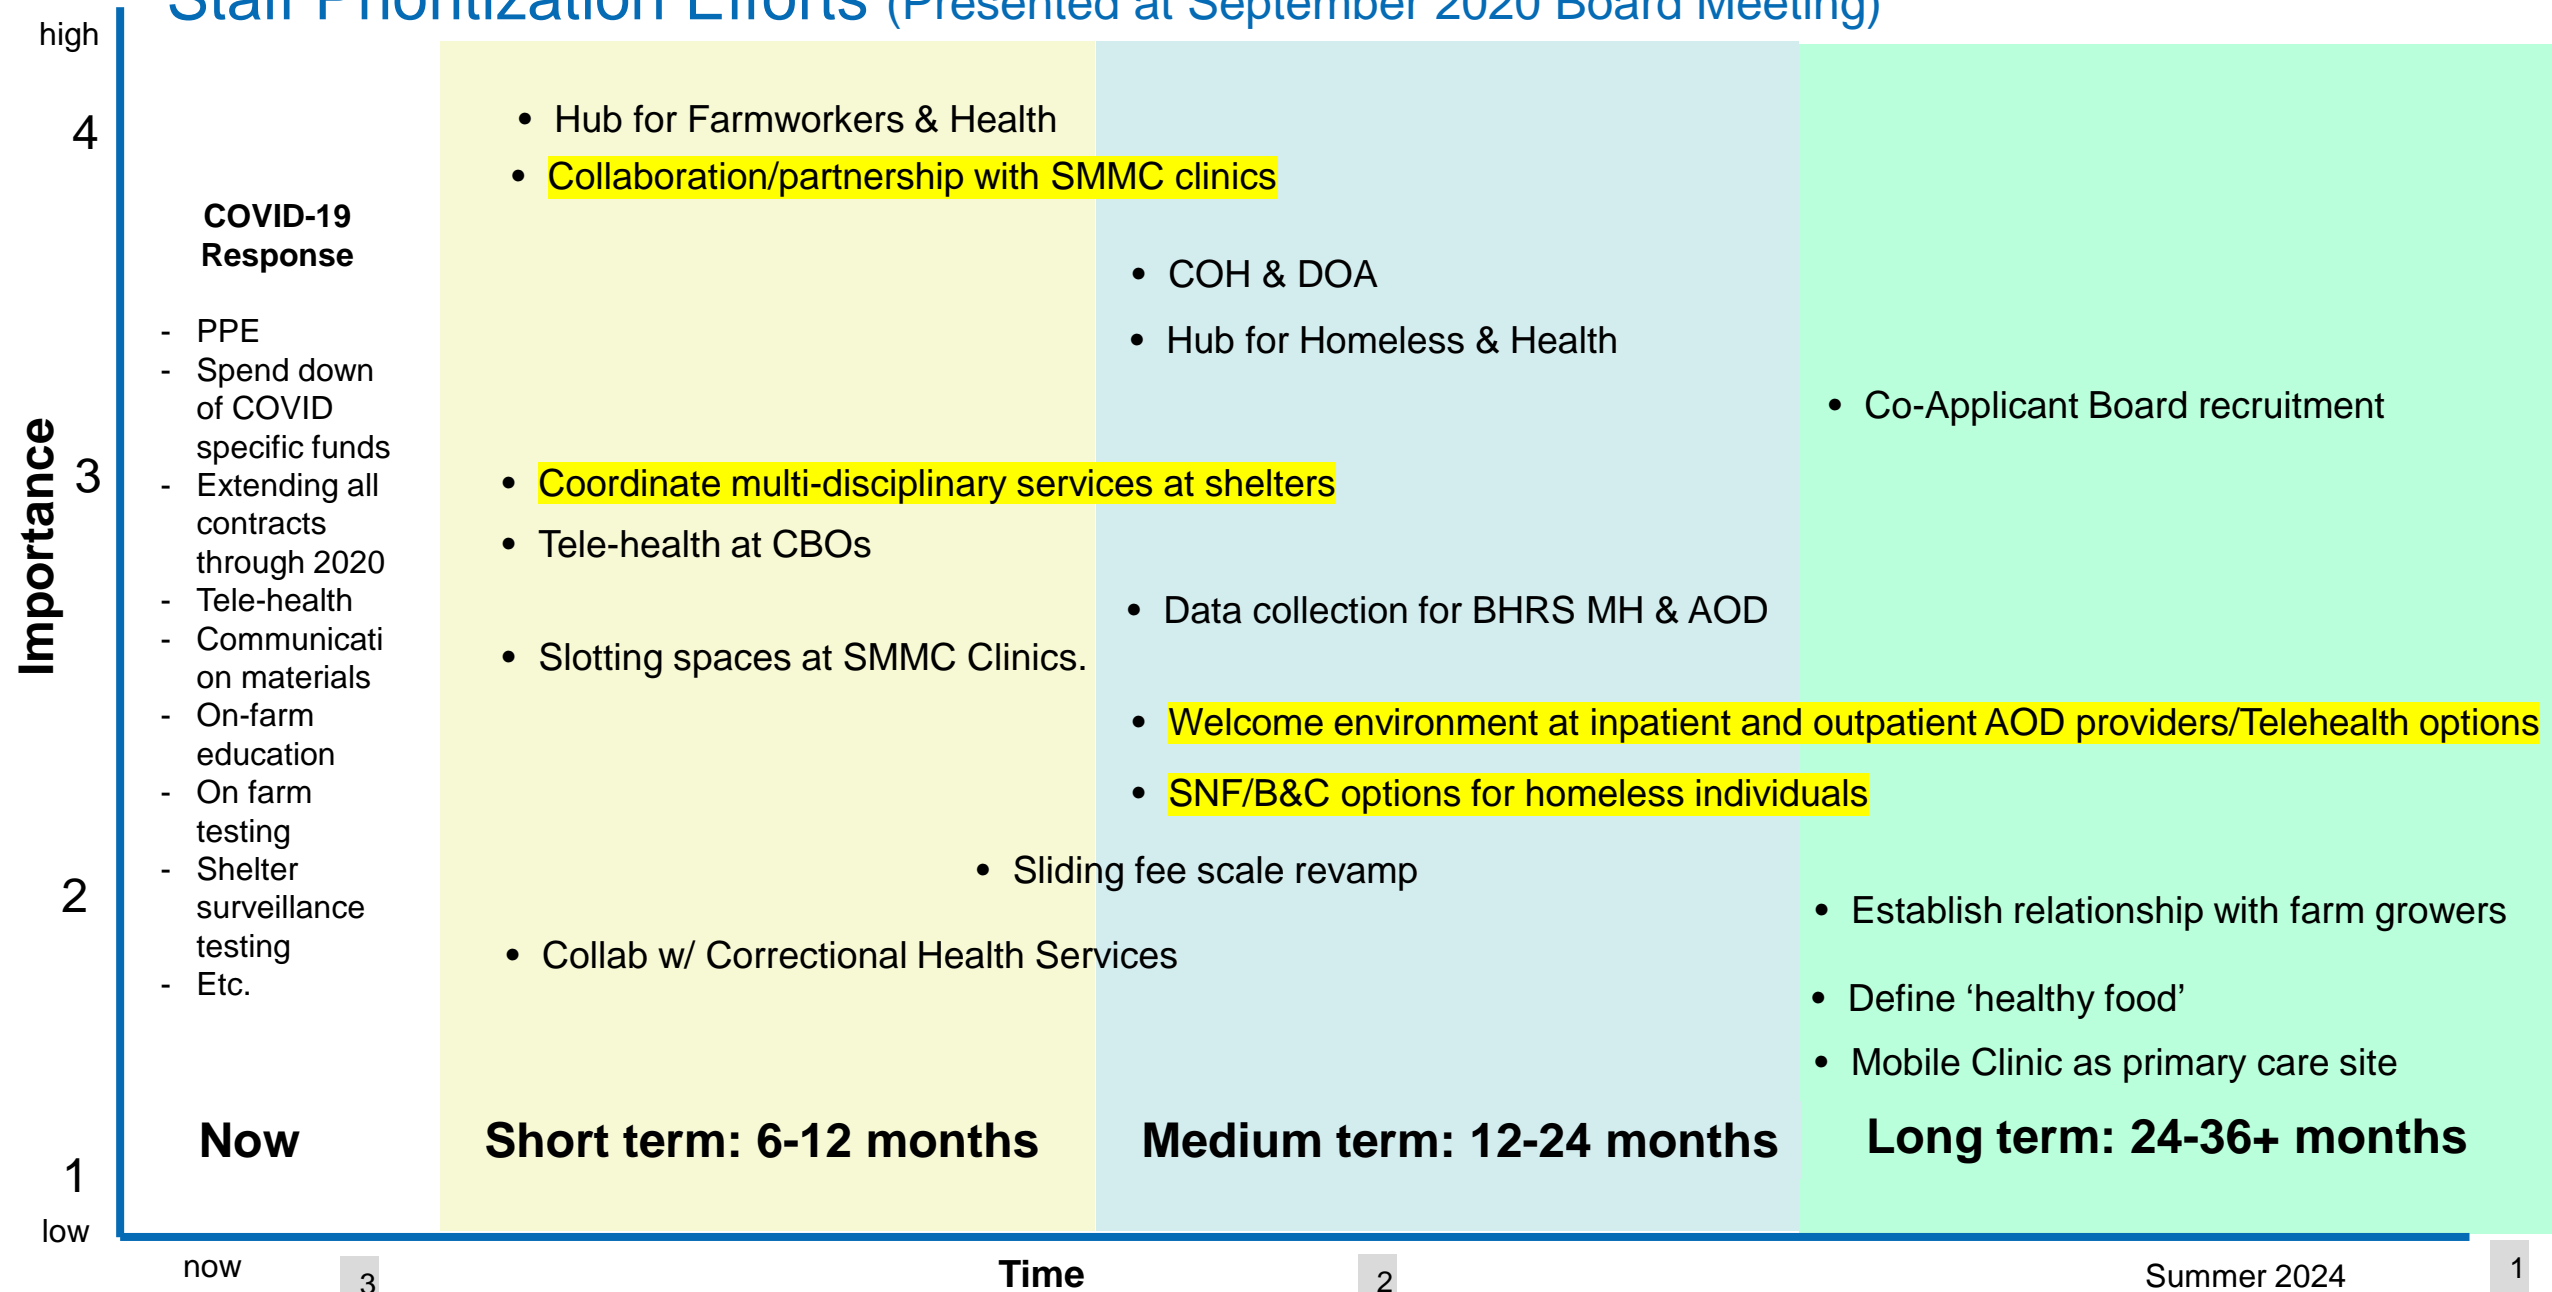 Staff Prioritization Efforts (Presented at September 2020 Board Meeting)
high
4
3
2
1
low
Importance
COVID-19
Response
- PPE
- Spend down
of COVID
specific funds
- Extending all
contracts
through 2020
- Tele-health
- Communicati
on materials
- On-farm
education
- On farm
testing
- Shelter
surveillance
testing
- Etc.
Now
• Hub for Farmworkers & Health
• Collaboration/partnership with SMMC clinics
• Coordinate multi-disciplinary services at shelters
• Tele-health at CBOs
• Slotting spaces at SMMC Clinics.
• Sliding fee scale revamp
• Collab w/ Correctional Health Services
Short term: 6-12 months
• COH & DOA
• Hub for Homeless & Health
• Data collection for BHRS MH & AOD
• Welcome environment at inpatient and outpatient AOD providers/Telehealth options
• SNF/B&C options for homeless individuals
Medium term: 12-24 months
• Co-Applicant Board recruitment
• Establish relationship with farm growers
• Define ‘healthy food’
• Mobile Clinic as primary care site
Long term: 24-36+ months
now
3
Time
2
Summer 2024
1